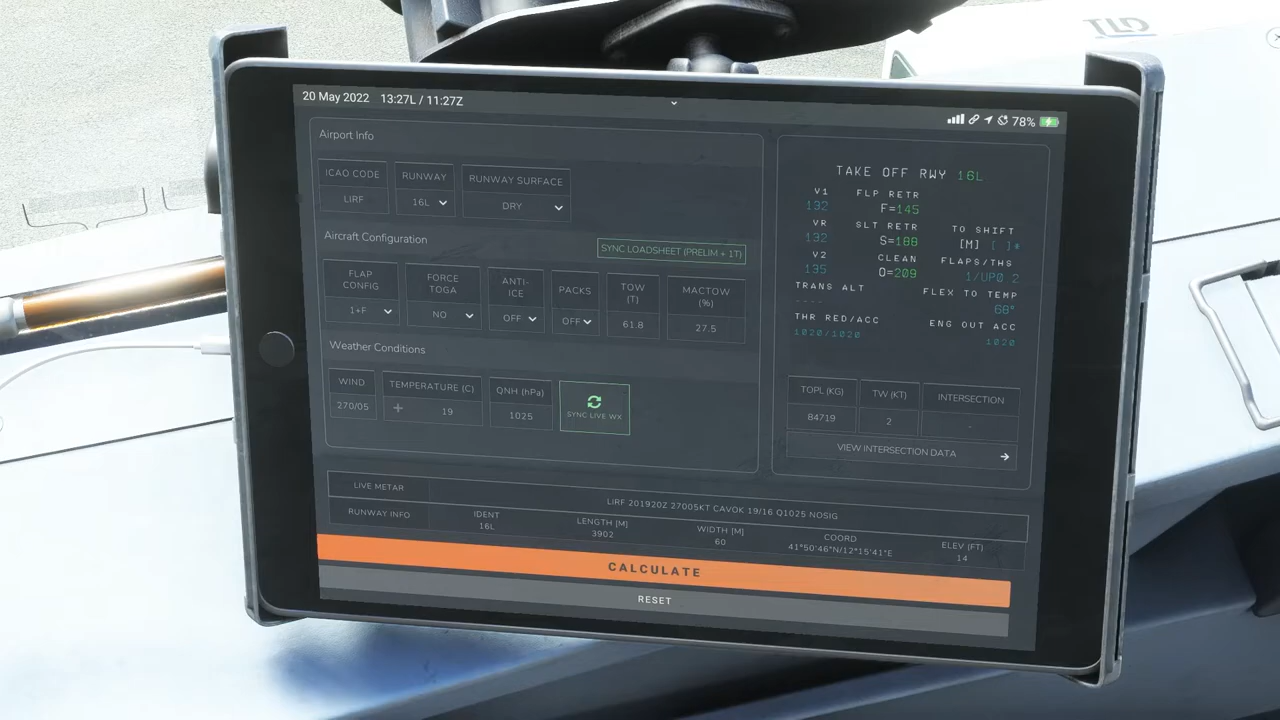 TLD
20 May 2022 13:27L / 11:27Z
78%
Airport Info
ICAO CODE
LIRF
RUNWAY
16L
RUNWAY SURFACE
DRY
Aircraft Configuration
SYNC LOADSHEET (PRELIM + 1T)
FLAP
CONFIG
1+F
FORCE
TOGA
NO
ANTI-
ICE
OFF
PACKS
OFF
TOW
(T)
61.8
MACTOW
(%)
27.5
Weather Conditions
WIND
270/05
TEMPERATURE (C)
+ 19
QNH (hPa)
1025
SYNC LIVE WX
TAKE OFF RWY 16L
V1 FLP RETR
132 F=145
VR SLT RETR TO SHIFT
132 S=188 [M] [ ]*
V2 CLEAN FLAPS/THS
135 O=209 1/UP0.2
TRANS ALT FLEX TO TEMP
---- 68°
THR RED/ACC ENG OUT ACC
1020/1020 1020
TOPL (KG)
84719
TW (KT)
2
INTERSECTION
-
VIEW INTERSECTION DATA
LIVE METAR
LIRF 201920Z 27005KT CAVOK 19/16 Q1025 NOSIG
RUNWAY INFO
IDENT
16L
LENGTH [M]
3902
WIDTH [M]
60
COORD
41°50'46"N/12°15'41"E
ELEV (FT)
14
CALCULATE
RESET